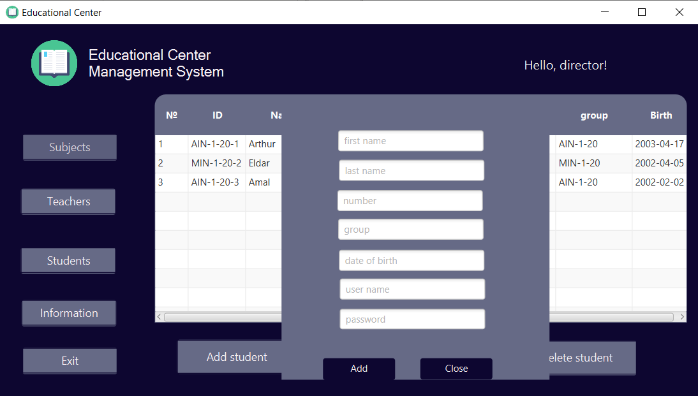 Educational Center
Educational Center
Management System
Hello, director!
№ ID Na group Birth
1 AIN-1-20-1 Arthur AIN-1-20 2003-04-17
2 MIN-1-20-2 Eldar MIN-1-20 2002-04-05
3 AIN-1-20-3 Amal AIN-1-20 2002-02-02
Subjects
Teachers
Students
Information
Exit
first name
last name
number
group
date of birth
user name
password
Add Close
Add student elete student